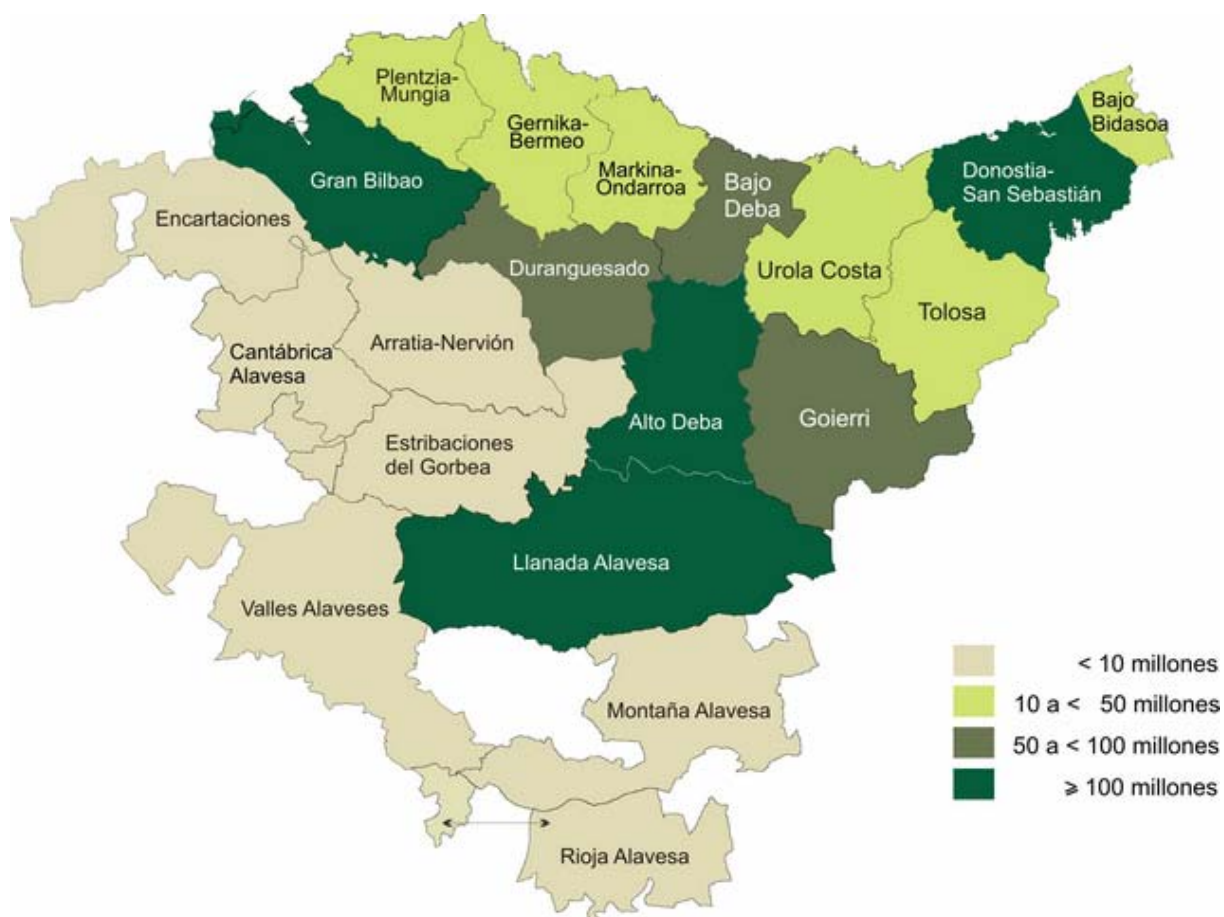 Plentzia-
Mungia
Bajo
Bidasoa
Gernika-
Bermeo
Markina-
Ondarroa
Gran Bilbao
Bajo
Deba
Donostia-
San Sebastián
Encartaciones
Duranguesado
Urola Costa
Tolosa
Cantábrica
Alavesa
Arratia-Nervión
Alto Deba
Goierri
Estribaciones
del Gorbea
Llanada Alavesa
Valles Alaveses
Montaña Alavesa
Rioja Alavesa
< 10 millones
10 a < 50 millones
50 a < 100 millones
⩾ 100 millones